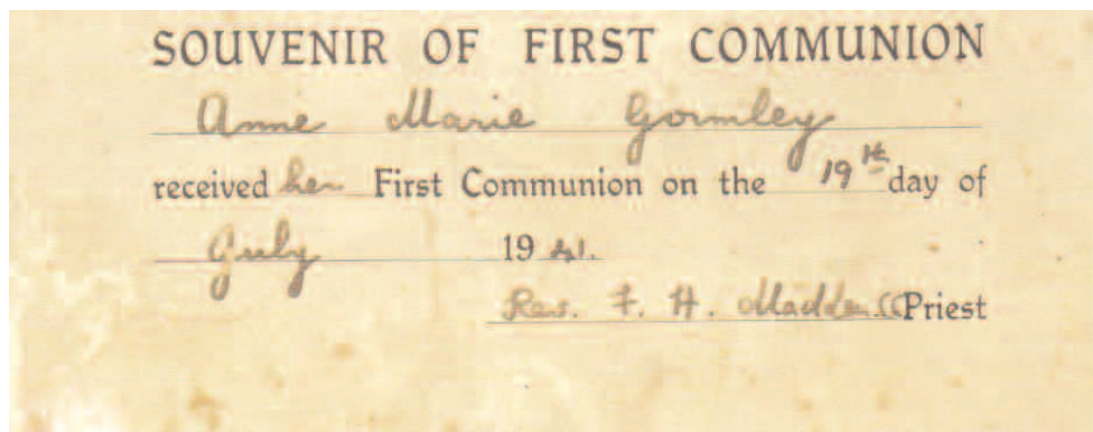 SOUVENIR OF FIRST COMMUNION
Anne Marie Gormley
received her First Communion on the 19th day of
July 1941.
Rev. F. H. Madden CC Priest